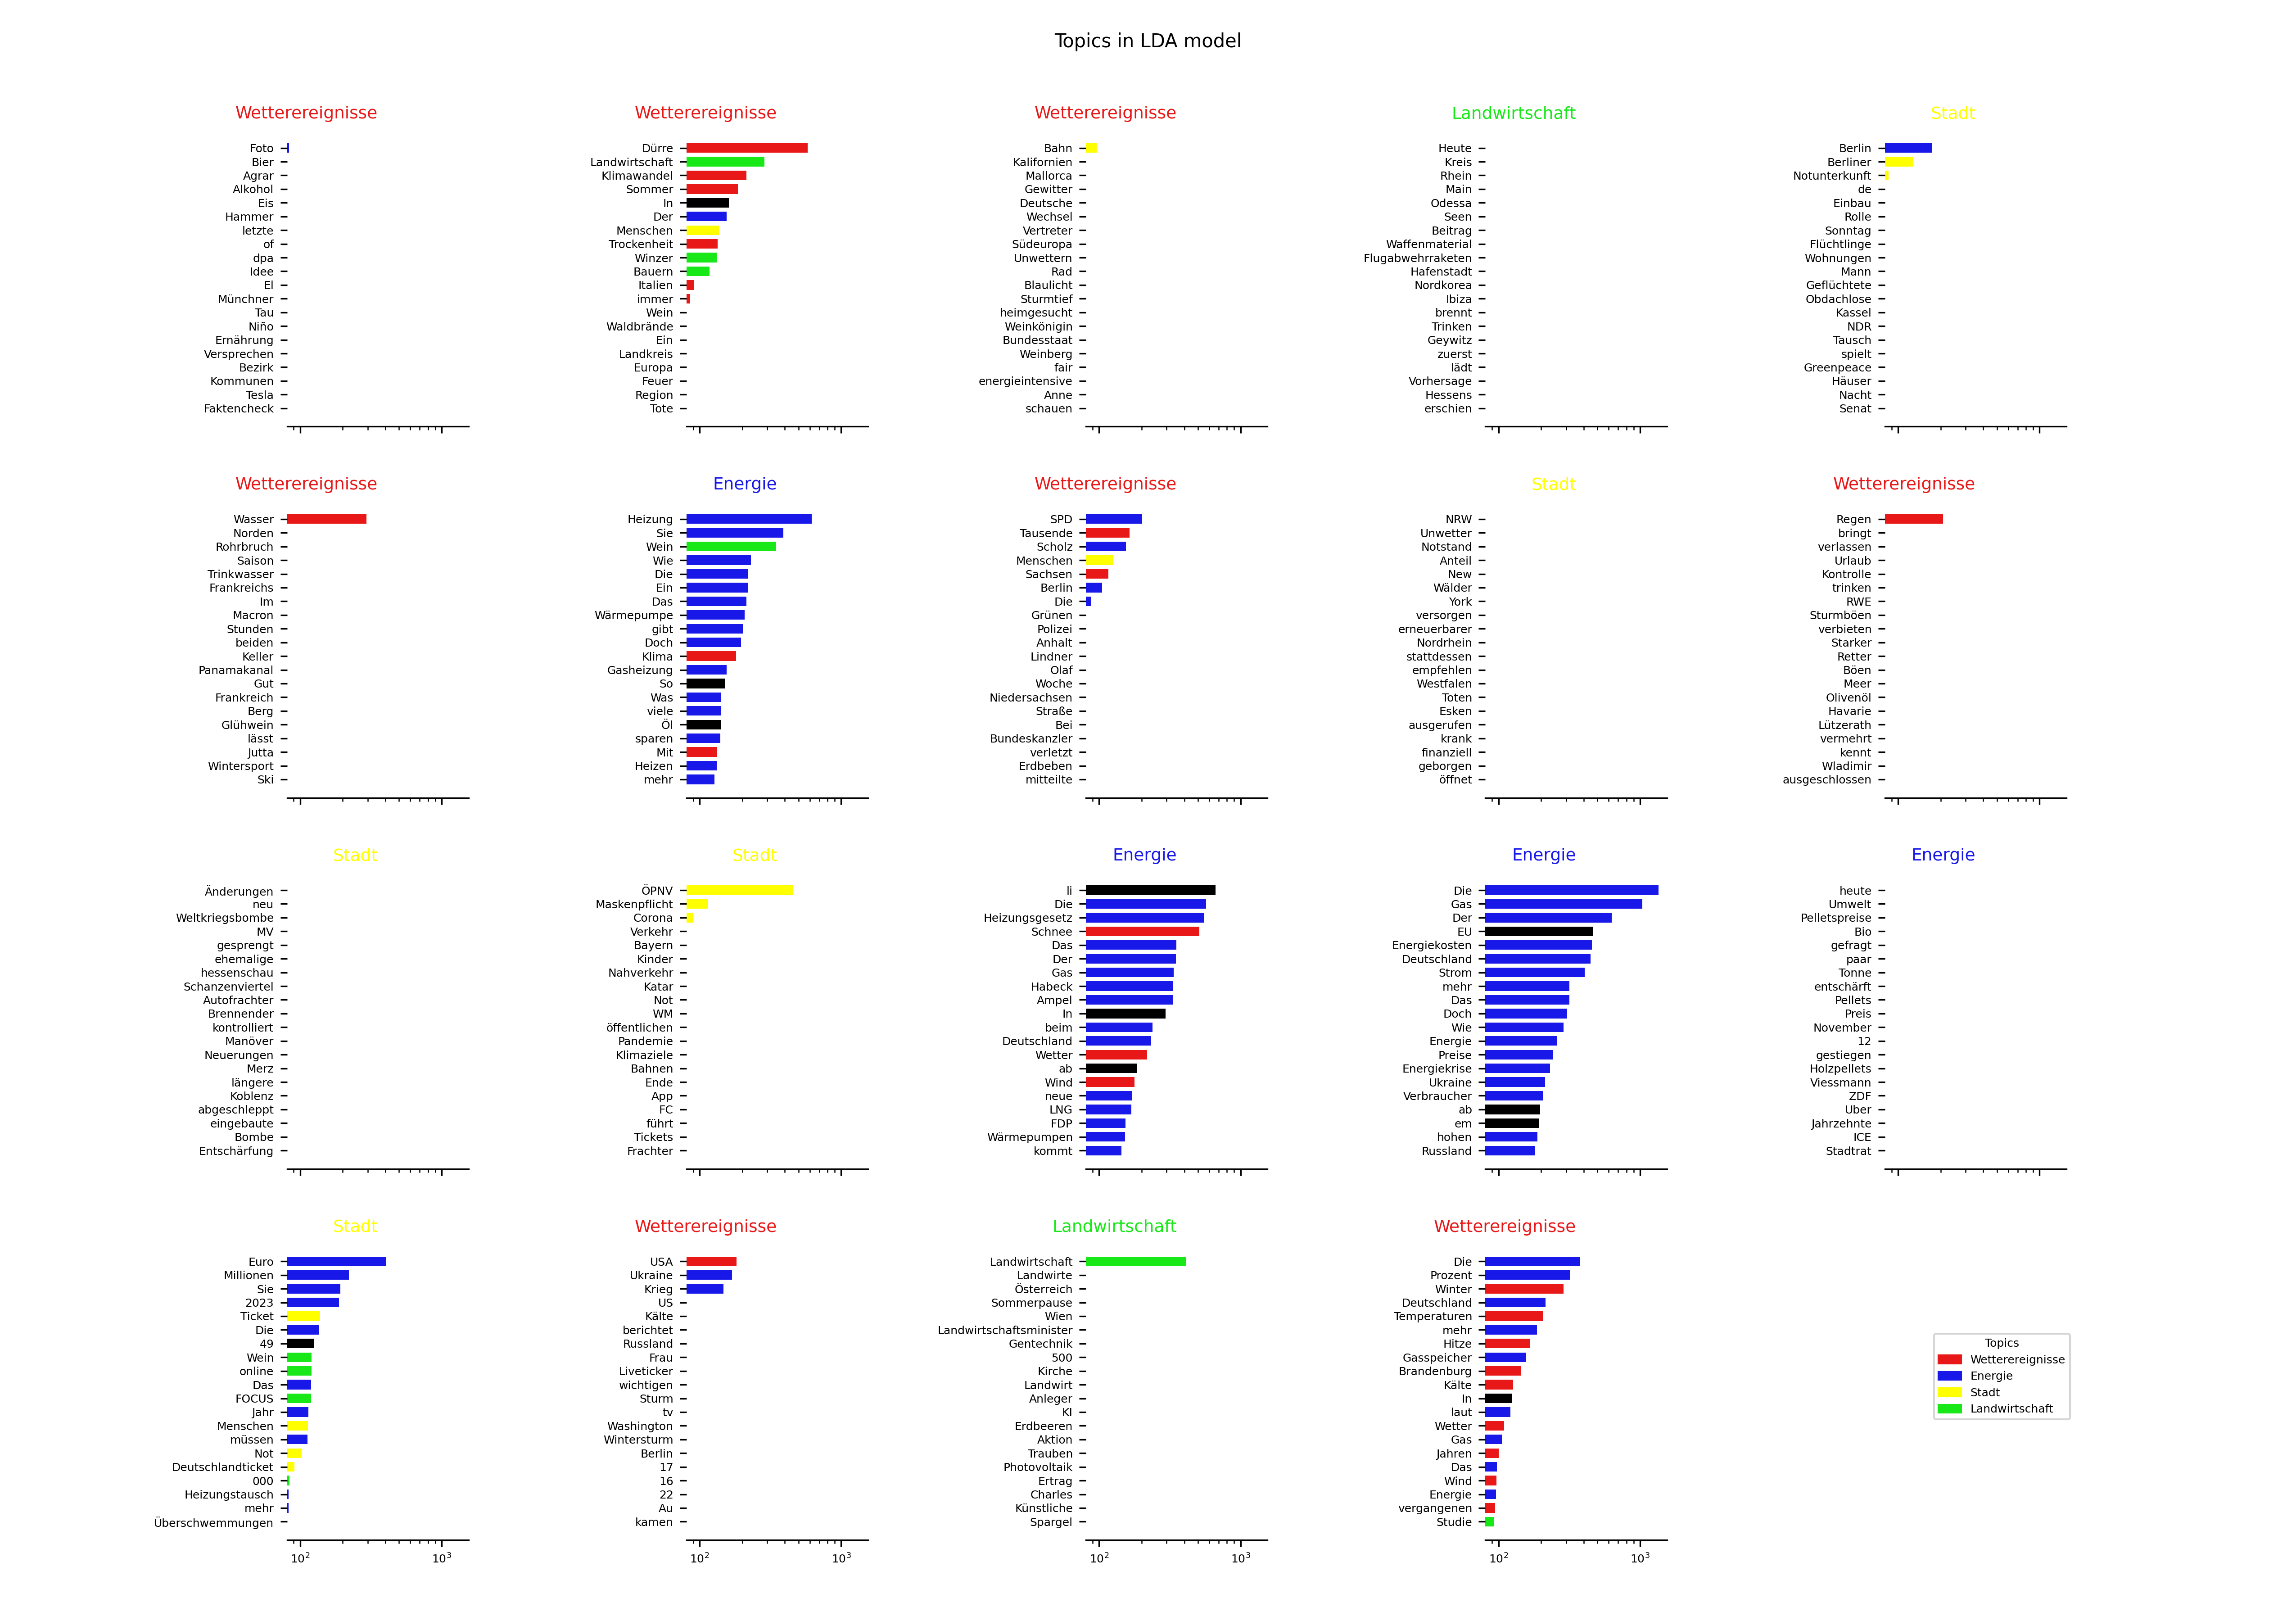 Topics in LDA model
Wetterereignisse
Foto
Bier
Agrar
Alkohol
Eis
Hammer
letzte
of
dpa
Idee
El
Münchner
Tau
Niño
Ernährung
Versprechen
Bezirk
Kommunen
Tesla
Faktencheck
Wetterereignisse
Dürre
Landwirtschaft
Klimawandel
Sommer
In
Der
Menschen
Trockenheit
Winzer
Bauern
Italien
immer
Wein
Waldbrände
Ein
Landkreis
Europa
Feuer
Region
Tote
Wetterereignisse
Bahn
Kalifornien
Mallorca
Gewitter
Deutsche
Wechsel
Vertreter
Südeuropa
Unwettern
Rad
Blaulicht
Sturmtief
heimgesucht
Weinkönigin
Bundesstaat
Weinberg
fair
energieintensive
Anne
schauen
Landwirtschaft
Heute
Kreis
Rhein
Main
Odessa
Seen
Beitrag
Waffenmaterial
Flugabwehrraketen
Hafenstadt
Nordkorea
Ibiza
brennt
Trinken
Geywitz
zuerst
lädt
Vorhersage
Hessens
erschien
Stadt
Berlin
Berliner
Notunterkunft
de
Einbau
Rolle
Sonntag
Flüchtlinge
Wohnungen
Mann
Geflüchtete
Obdachlose
Kassel
NDR
Tausch
spielt
Greenpeace
Häuser
Nacht
Senat
Wetterereignisse
Wasser
Norden
Rohrbruch
Saison
Trinkwasser
Frankreichs
Im
Macron
Stunden
beiden
Keller
Panamakanal
Gut
Frankreich
Berg
Glühwein
lässt
Jutta
Wintersport
Ski
Energie
Heizung
Sie
Wein
Wie
Die
Ein
Das
Wärmepumpe
gibt
Doch
Klima
Gasheizung
So
Was
viele
Öl
sparen
Mit
Heizen
mehr
Wetterereignisse
SPD
Tausende
Scholz
Menschen
Sachsen
Berlin
Die
Grünen
Polizei
Anhalt
Lindner
Olaf
Woche
Niedersachsen
Straße
Bei
Bundeskanzler
verletzt
Erdbeben
mitteilte
Stadt
NRW
Unwetter
Notstand
Anteil
New
Wälder
York
versorgen
erneuerbarer
Nordrhein
stattdessen
empfehlen
Westfalen
Toten
Esken
ausgerufen
krank
finanziell
geborgen
öffnet
Wetterereignisse
Regen
bringt
verlassen
Urlaub
Kontrolle
trinken
RWE
Sturmböen
verbieten
Starker
Retter
Böen
Meer
Olivenöl
Havarie
Lützerath
vermehrt
kennt
Wladimir
ausgeschlossen
Stadt
Änderungen
neu
Weltkriegsbombe
MV
gesprengt
ehemalige
hessenschau
Schanzenviertel
Autofrachter
Brennender
kontrolliert
Manöver
Neuerungen
Merz
längere
Koblenz
abgeschleppt
eingebaute
Bombe
Entschärfung
Stadt
ÖPNV
Maskenpflicht
Corona
Verkehr
Bayern
Kinder
Nahverkehr
Katar
Not
WM
öffentlichen
Pandemie
Klimaziele
Bahnen
Ende
App
FC
führt
Tickets
Frachter
Energie
li
Die
Heizungsgesetz
Schnee
Das
Der
Gas
Habeck
Ampel
In
beim
Deutschland
Wetter
ab
Wind
neue
LNG
FDP
Wärmepumpen
kommt
Energie
Die
Gas
Der
EU
Energiekosten
Deutschland
Strom
mehr
Das
Doch
Wie
Energie
Preise
Energiekrise
Ukraine
Verbraucher
ab
em
hohen
Russland
Energie
heute
Umwelt
Pelletspreise
Bio
gefragt
paar
Tonne
entschärft
Pellets
Preis
November
12
gestiegen
Holzpellets
Viessmann
ZDF
Uber
Jahrzehnte
ICE
Stadtrat
Stadt
Euro
Millionen
Sie
2023
Ticket
Die
49
Wein
online
Das
FOCUS
Jahr
Menschen
müssen
Not
Deutschlandticket
000
Heizungstausch
mehr
Überschwemmungen
10²
10³
Wetterereignisse
USA
Ukraine
Krieg
US
Kälte
berichtet
Russland
Frau
Liveticker
wichtigen
Sturm
tv
Washington
Wintersturm
Berlin
17
16
22
Au
kamen
10²
10³
Landwirtschaft
Landwirtschaft
Landwirte
Österreich
Sommerpause
Wien
Landwirtschaftsminister
Gentechnik
500
Kirche
Landwirt
Anleger
KI
Erdbeeren
Aktion
Trauben
Photovoltaik
Ertrag
Charles
Künstliche
Spargel
10²
10³
Wetterereignisse
Die
Prozent
Winter
Deutschland
Temperaturen
mehr
Hitze
Gasspeicher
Brandenburg
Kälte
In
laut
Wetter
Gas
Jahren
Das
Wind
Energie
vergangenen
Studie
10²
10³
Topics
Wetterereignisse
Energie
Stadt
Landwirtschaft